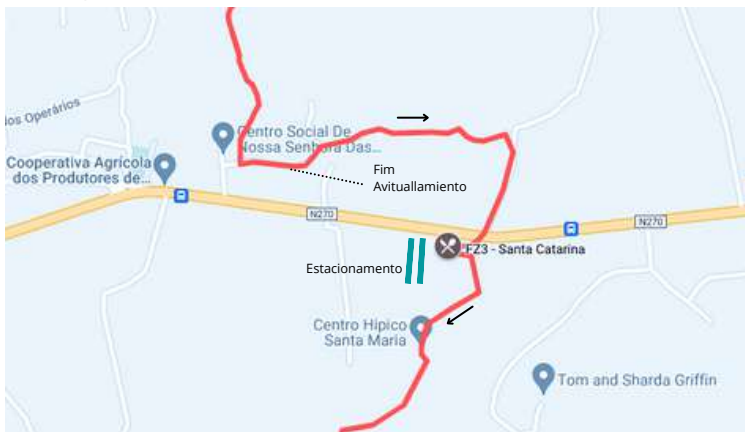 os Operários
Centro Social De
Nossa Senhora Das...
Cooperativa Agrícola
dos Produtores de...
Fim
Avituallamiento
N270
N270
FZ3 - Santa Catarina
Estacionamento
Centro Hípico
Santa Maria
Tom and Sharda Griffin